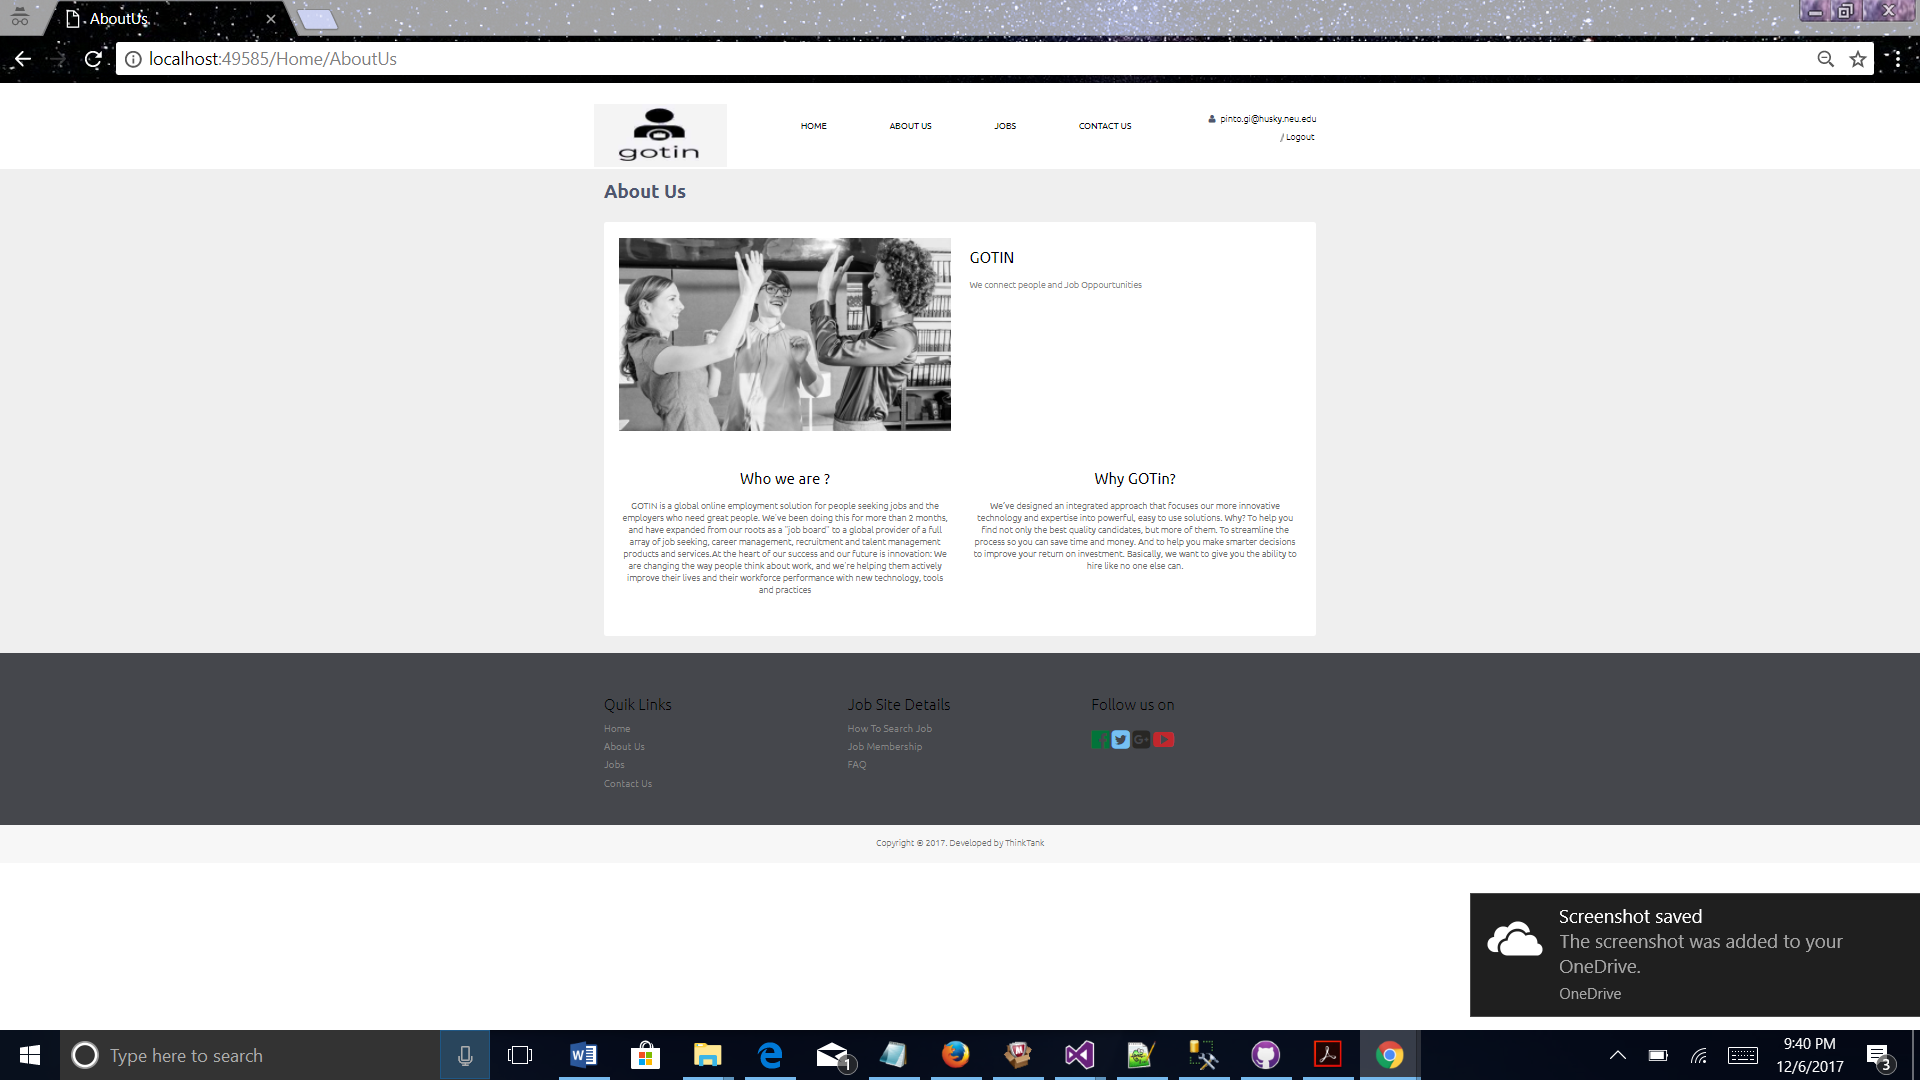 AboutUs
localhost:49585/Home/AboutUs
gotin
HOME
ABOUT US
JOBS
CONTACT US
pinto.gi@husky.neu.edu
/ Logout
About Us
GOTIN
We connect people and Job Oppourtunities
Who we are ?
GOTIN is a global online employment solution for people seeking jobs and the
employers who need great people. We've been doing this for more than 2 months,
and have expanded from our roots as a "job board" to a global provider of a full
array of job seeking, career management, recruitment and talent management
products and services.At the heart of our success and our future is innovation: We
are changing the way people think about work, and we're helping them actively
improve their lives and their workforce performance with new technology, tools
and practices
Why GOTin?
We've designed an integrated approach that focuses our more innovative
technology and expertise into powerful, easy to use solutions. Why? To help you
find not only the best quality candidates, but more of them. To streamline the
process so you can save time and money. And to help you make smarter decisions
to improve your return on investment. Basically, we want to give you the ability to
hire like no one else can.
Quik Links
Home
About Us
Jobs
Contact Us
Job Site Details
How To Search Job
Job Membership
FAQ
Follow us on
Copyright © 2017. Developed by ThinkTank
Screenshot saved
The screenshot was added to your
OneDrive.
OneDrive
Type here to search
1
9:40 PM
12/6/2017
3